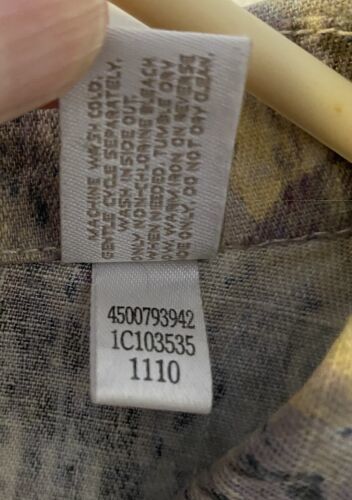 MACHINE WASH COLD,
GENTLE CYCLE SEPARATELY.
WASH INSIDE OUT.
ONLY NON-CHLORINE BLEACH
WHEN NEEDED. TUMBLE DRY
LOW. WARM IRON ON REVERSE
SIDE ONLY. DO NOT DRY CLEAN.
4500793942
1C103535
1110